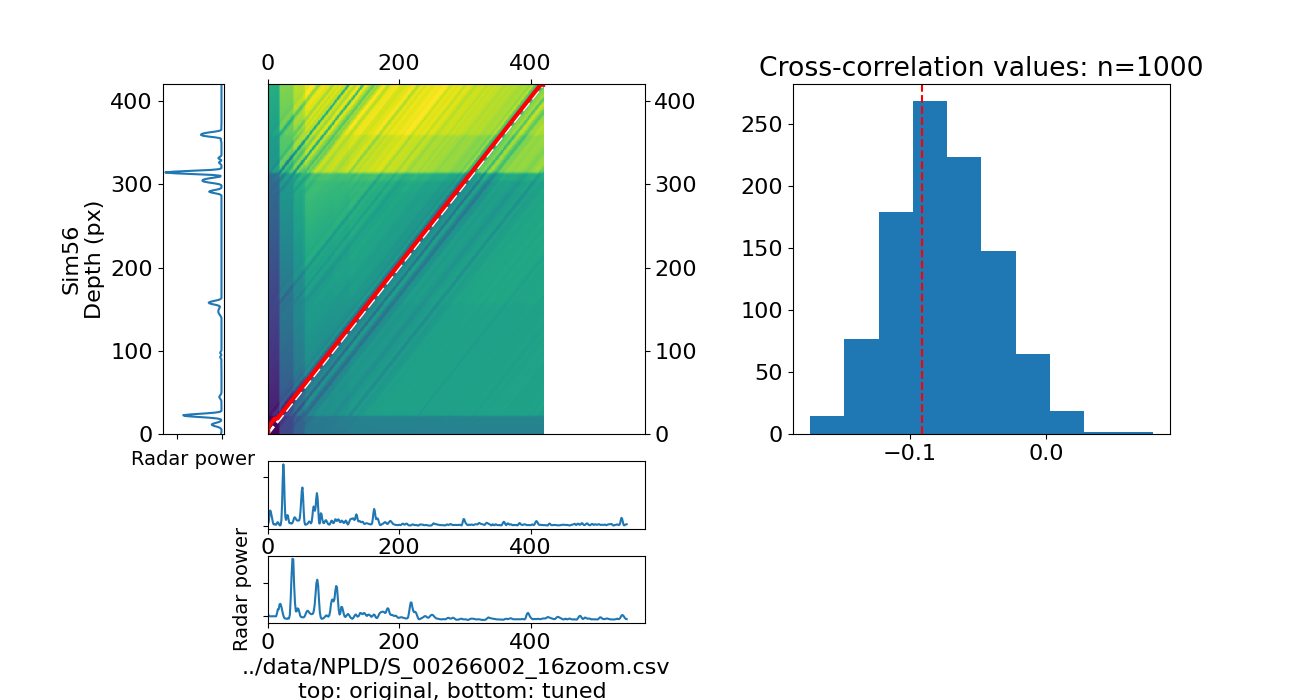 Cross-correlation values: n=1000
0 200 400
400
300
200
100
0
Sim56
Depth (px)
Radar power
400
300
200
100
0
250
200
150
100
50
0
−0.1 0.0
0 200 400
Radar power
0 200 400
../data/NPLD/S_00266002_16zoom.csv
top: original, bottom: tuned